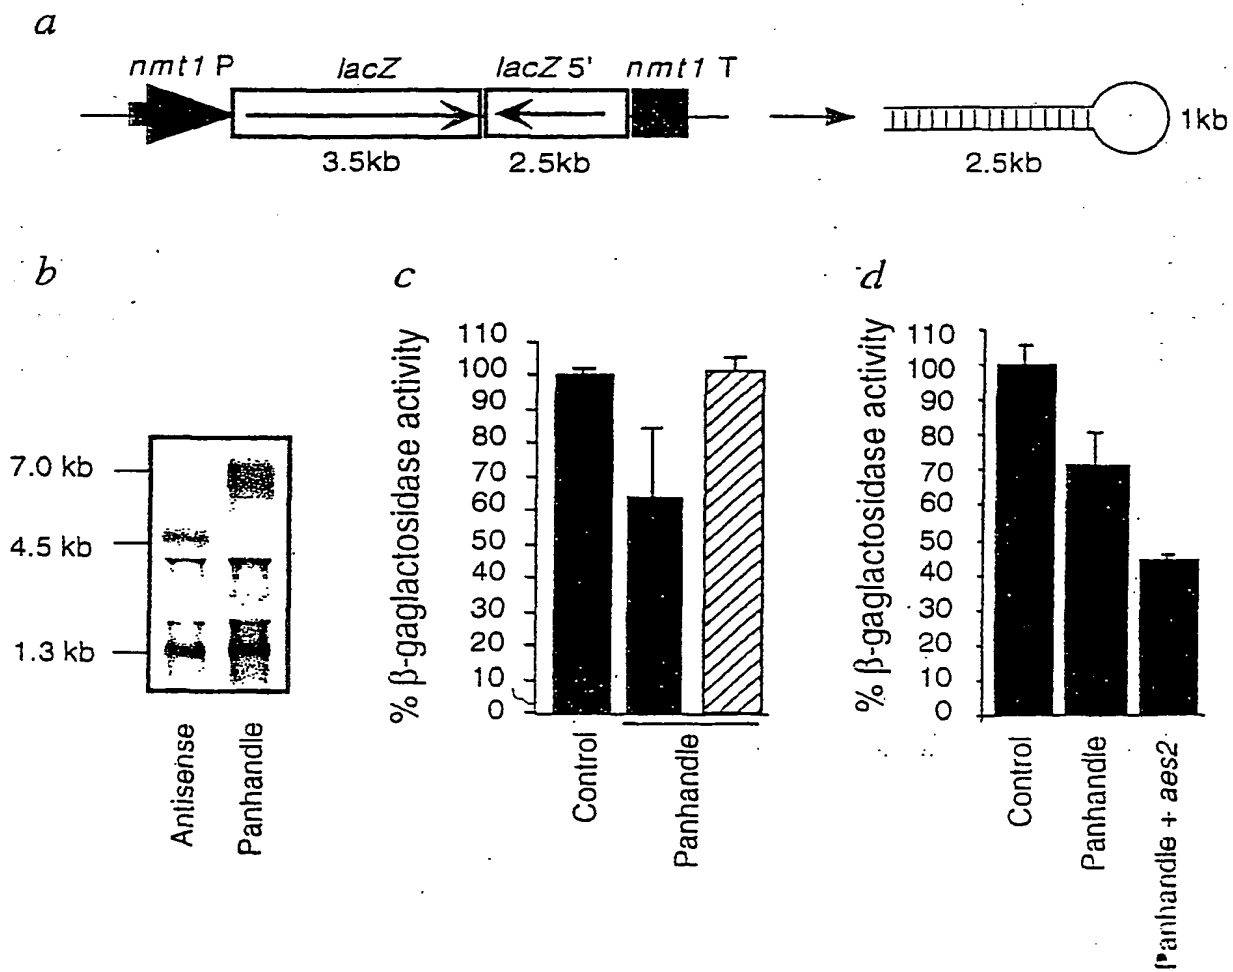 a
nmt1 P
lacZ
lacZ 5'
nmt1 T
3.5kb
2.5kb
2.5kb
1kb
b
7.0 kb
4.5 kb
1.3 kb
Antisense
Panhandle
c
% β-gaglactosidase activity
110
100
90
80
70
60
50
40
30
20
10
0
Control
Panhandle
d
% β-gaglactosidase activity
110
100
90
80
70
60
50
40
30
20
10
0
Control
Panhandle
Panhandle + aes2